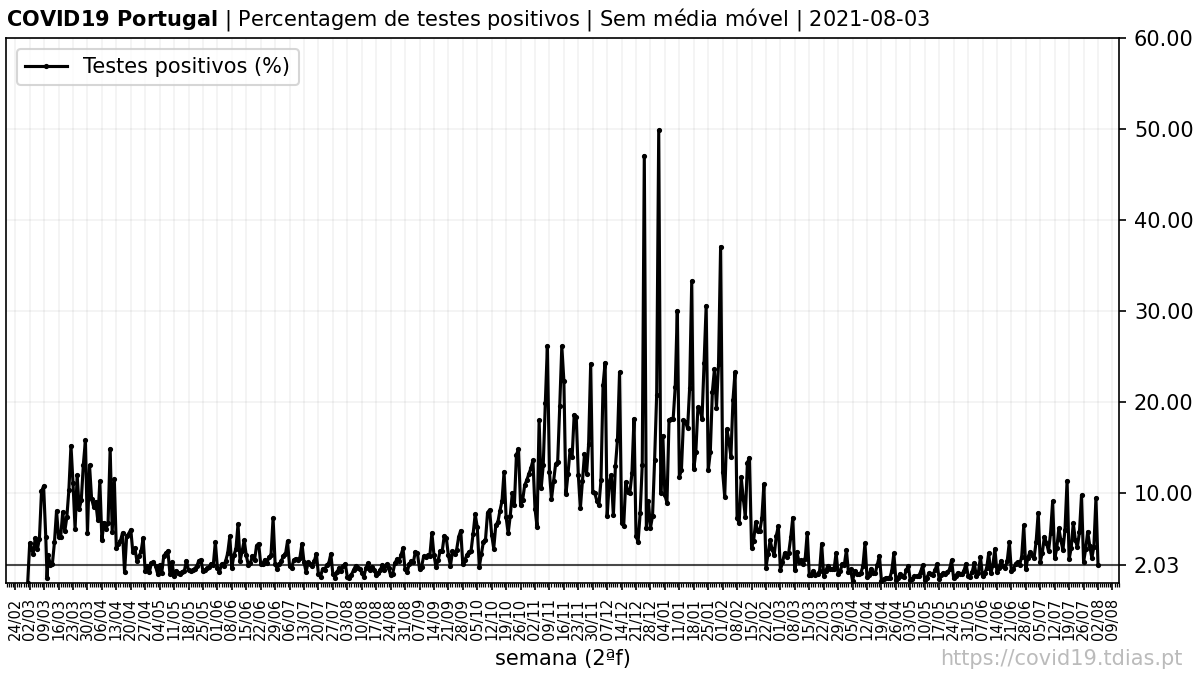 COVID19 Portugal | Percentagem de testes positivos | Sem média móvel | 2021-08-03
Testes positivos (%)
60.00
50.00
40.00
30.00
20.00
10.00
2.03
24/02 02/03 09/03 16/03 23/03 30/03 06/04 13/04 20/04 27/04 04/05 11/05 18/05 25/05 01/06 08/06 15/06 22/06 29/06 06/07 13/07 20/07 27/07 03/08 10/08 17/08 24/08 31/08 07/09 14/09 21/09 28/09 05/10 12/10 19/10 26/10 02/11 09/11 16/11 23/11 30/11 07/12 14/12 21/12 28/12 04/01 11/01 18/01 25/01 01/02 08/02 15/02 22/02 01/03 08/03 15/03 22/03 29/03 05/04 12/04 19/04 26/04 03/05 10/05 17/05 24/05 31/05 07/06 14/06 21/06 28/06 05/07 12/07 19/07 26/07 02/08 09/08
semana (2ªf)
https://covid19.tdias.pt